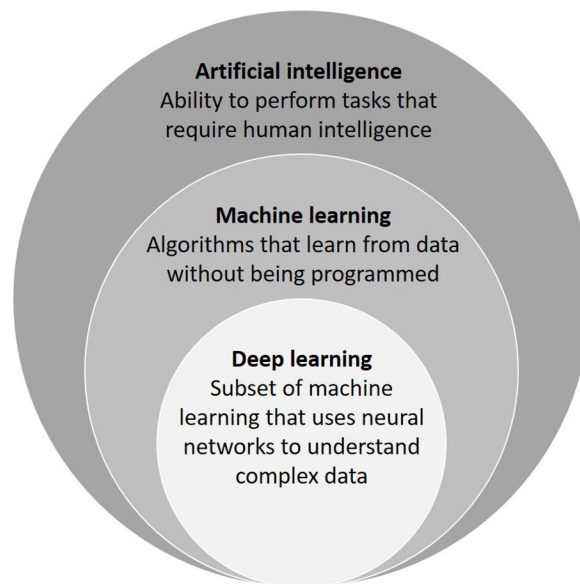 Artificial intelligence
Ability to perform tasks that
require human intelligence
Machine learning
Algorithms that learn from data
without being programmed
Deep learning
Subset of machine
learning that uses neural
networks to understand
complex data